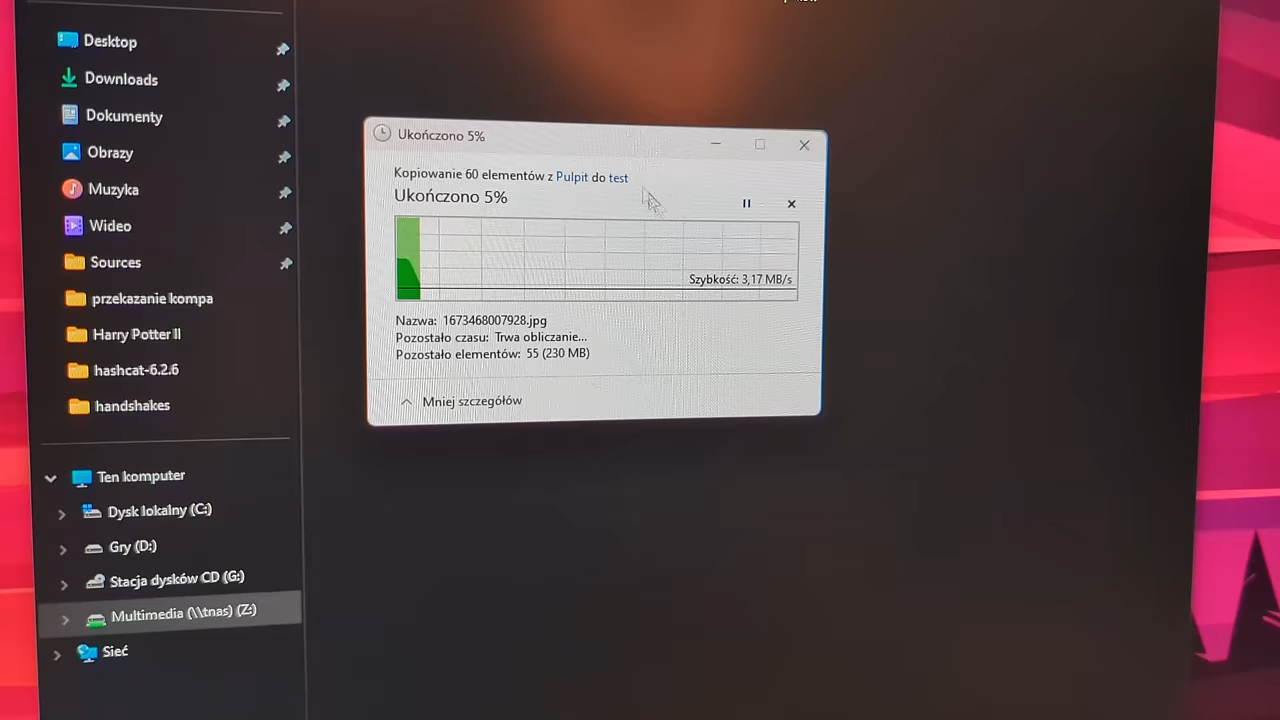 Desktop
Downloads
Dokumenty
Obrazy
Muzyka
Wideo
Sources
przekazanie kompa
Harry Potter II
hashcat-6.2.6
handshakes
Ten komputer
Dysk lokalny (C:)
Gry (D:)
Stacja dysków CD (G:)
Multimedia (\\tnas) (Z:)
Sieć
Ukończono 5%
Kopiowanie 60 elementów z Pulpit do test
Ukończono 5%
Szybkość: 3,17 MB/s
Nazwa: 1673468007928.jpg
Pozostało czasu: Trwa obliczanie...
Pozostało elementów: 55 (230 MB)
Mniej szczegółów